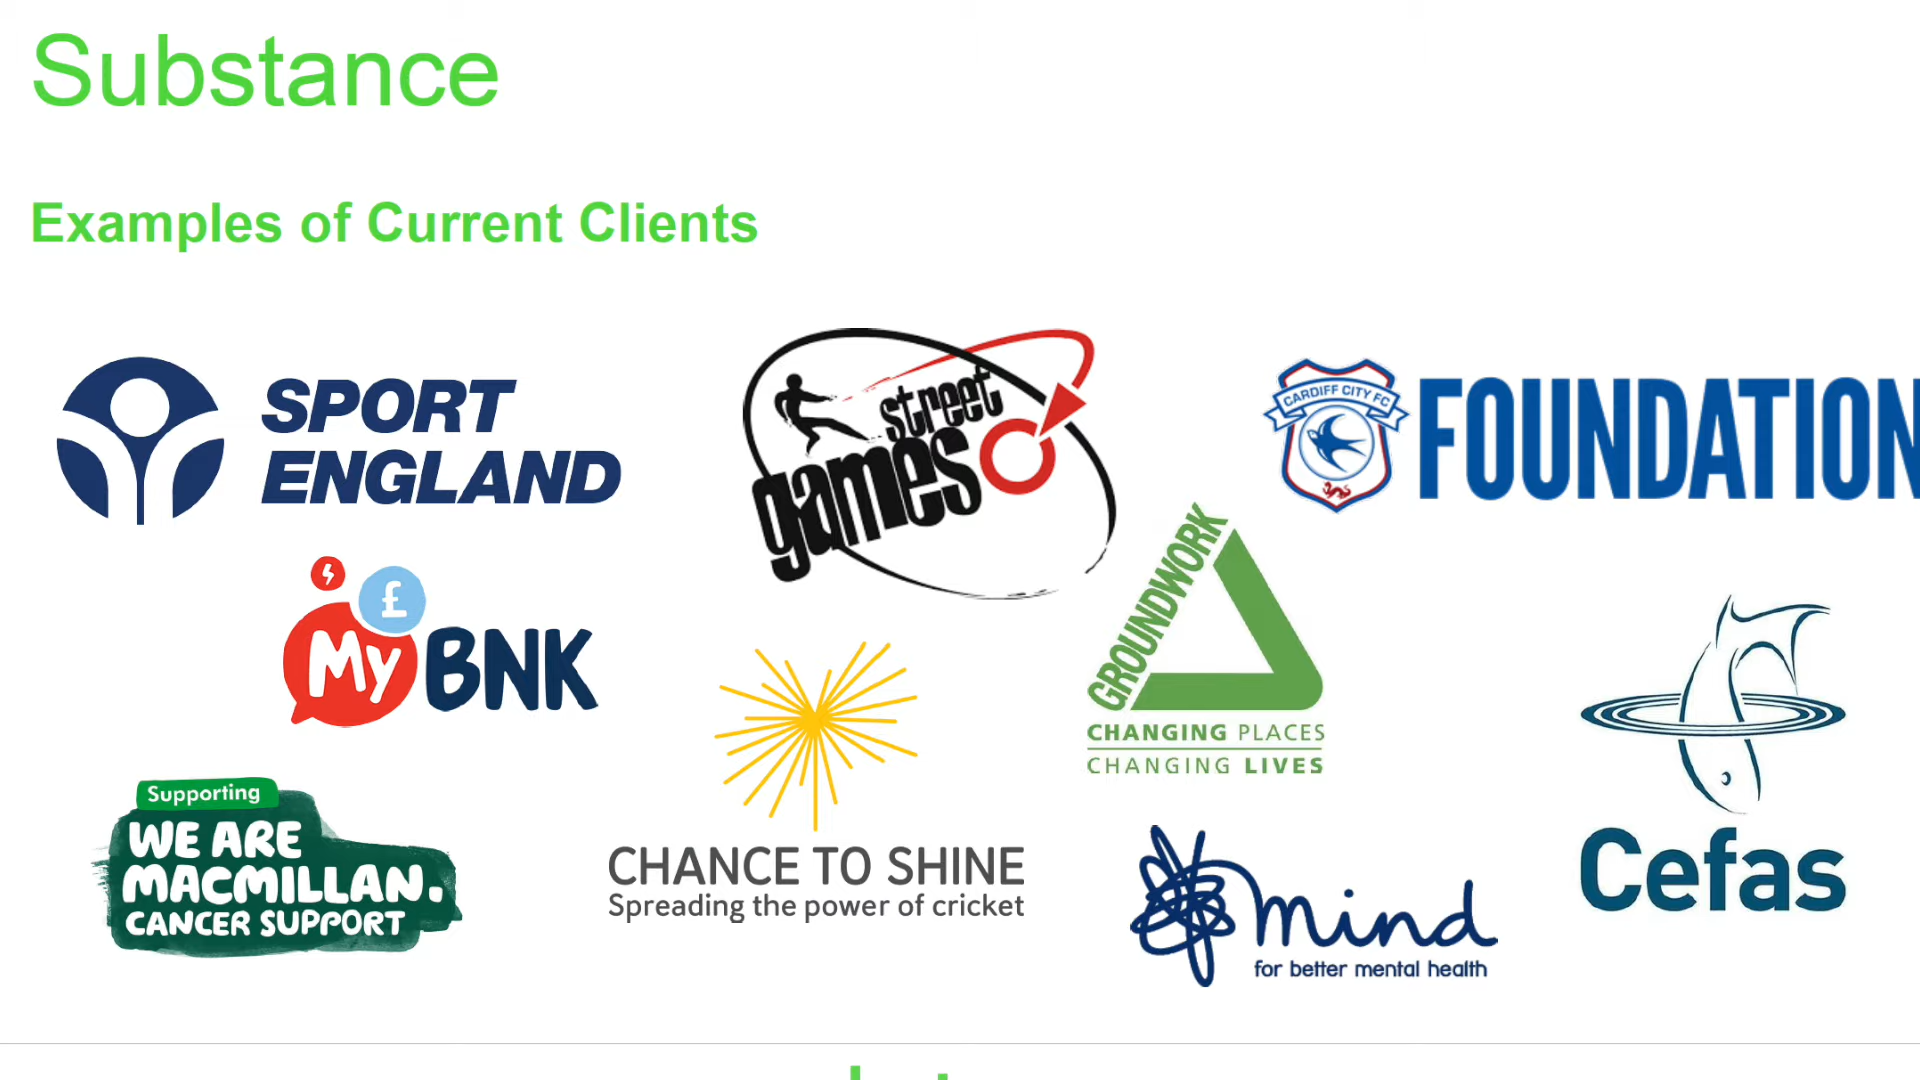 Substance
Examples of Current Clients
SPORT
ENGLAND
street
games
CARDIFF CITY FC
FOUNDATION
My BNK
£
GROUNDWORK
CHANGING PLACES
CHANGING LIVES
Supporting
WE ARE
MACMILLAN.
CANCER SUPPORT
CHANCE TO SHINE
Spreading the power of cricket
mind
for better mental health
Cefas